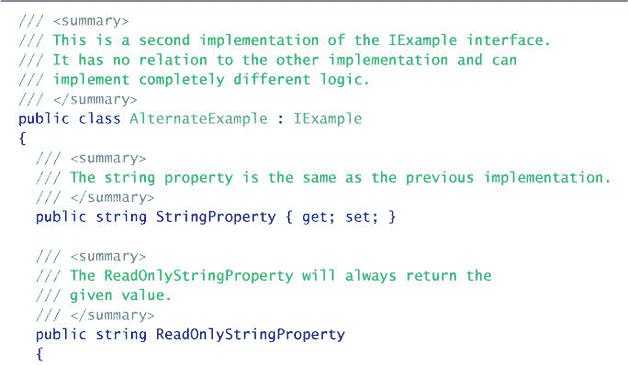 /// <summary>
/// This is a second implementation of the IExample interface.
/// It has no relation to the other implementation and can
/// implement completely different logic.
/// </summary>
public class AlternateExample : IExample
{
/// <summary>
/// The string property is the same as the previous implementation.
/// </summary>
public string StringProperty { get; set; }
/// <summary>
/// The ReadOnlyStringProperty will always return the
/// given value.
/// </summary>
public string ReadOnlyStringProperty
{